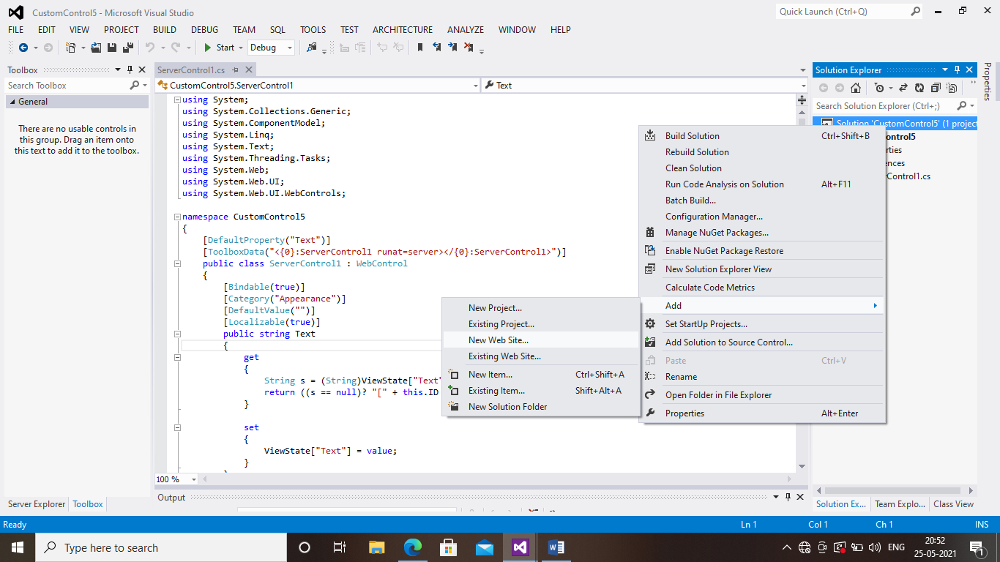 CustomControl5 - Microsoft Visual Studio
Quick Launch (Ctrl+Q)
FILE EDIT VIEW PROJECT BUILD DEBUG TEAM SQL TOOLS TEST ARCHITECTURE ANALYZE WINDOW HELP
Start Debug
Toolbox
Search Toolbox
General
There are no usable controls in
this group. Drag an item onto
this text to add it to the toolbox.
Server Explorer Toolbox
ServerControl1.cs
CustomControl5.ServerControl1 Text
using System;
using System.Collections.Generic;
using System.ComponentModel;
using System.Linq;
using System.Text;
using System.Threading.Tasks;
using System.Web;
using System.Web.UI;
using System.Web.UI.WebControls;
namespace CustomControl5
{
[DefaultProperty("Text")]
[ToolboxData("<{0}:ServerControl1 runat=server></{0}:ServerControl1>")]
public class ServerControl1 : WebControl
{
[Bindable(true)]
[Category("Appearance")]
[DefaultValue("")]
[Localizable(true)]
public string Text
{
get
{
String s = (String)ViewState["Text"
return ((s == null)? "[" + this.ID
}
set
{
ViewState["Text"] = value;
}
100 %
Output
New Project...
Existing Project...
New Web Site...
Existing Web Site...
New Item... Ctrl+Shift+A
Existing Item... Shift+Alt+A
New Solution Folder
Build Solution Ctrl+Shift+B
Rebuild Solution
Clean Solution
Run Code Analysis on Solution Alt+F11
Batch Build...
Configuration Manager...
Manage NuGet Packages...
Enable NuGet Package Restore
New Solution Explorer View
Calculate Code Metrics
Add
Set StartUp Projects...
Add Solution to Source Control...
Paste Ctrl+V
Rename
Open Folder in File Explorer
Properties Alt+Enter
Solution Explorer
Search Solution Explorer (Ctrl+;)
Solution 'CustomControl5' (1 project
control5
rties
ences
rControl1.cs
Solution Ex... Team Explo... Class View
Properties
Ready Ln 1 Col 1 Ch 1 INS
Type here to search
ENG
20:52
25-05-2021
1